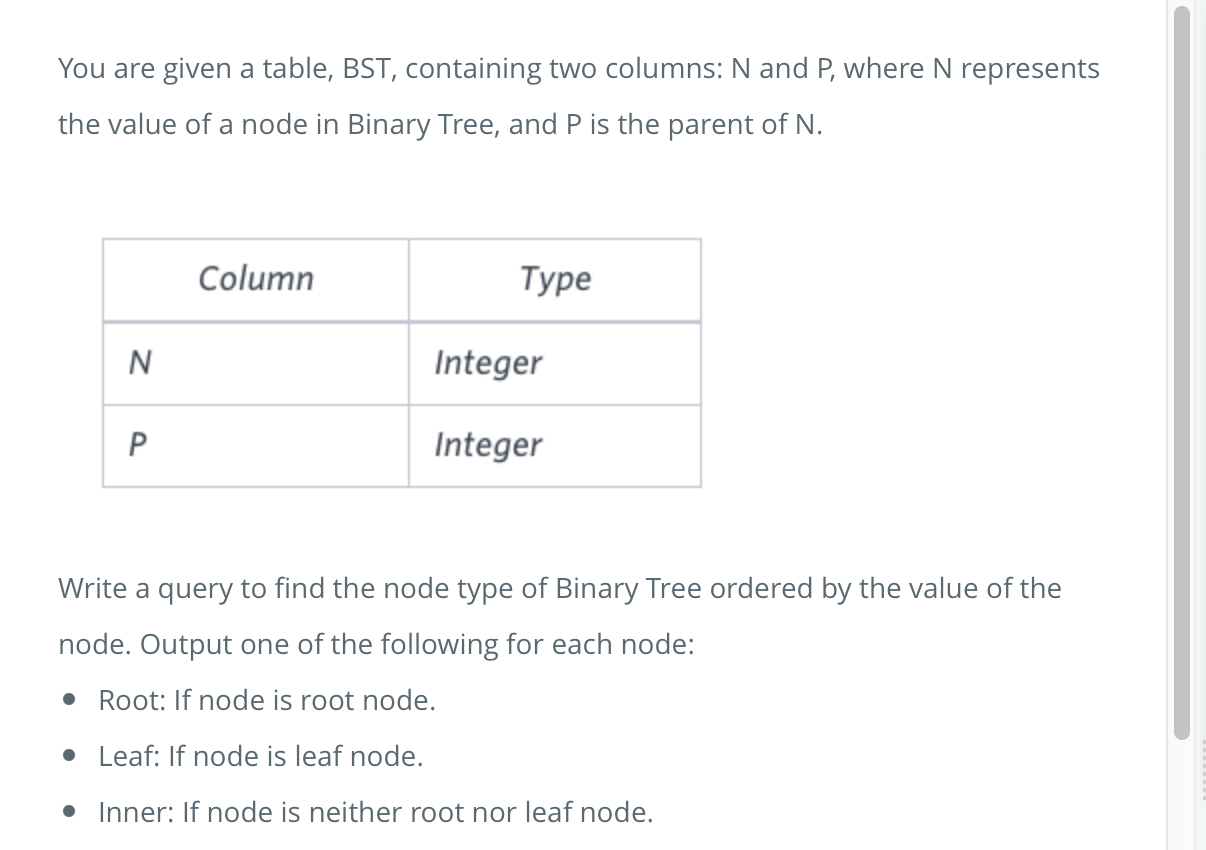 You are given a table, BST, containing two columns: N and P, where N represents
the value of a node in Binary Tree, and P is the parent of N.
Column Type
N Integer
P Integer
Write a query to find the node type of Binary Tree ordered by the value of the
node. Output one of the following for each node:
• Root: If node is root node.
• Leaf: If node is leaf node.
• Inner: If node is neither root nor leaf node.